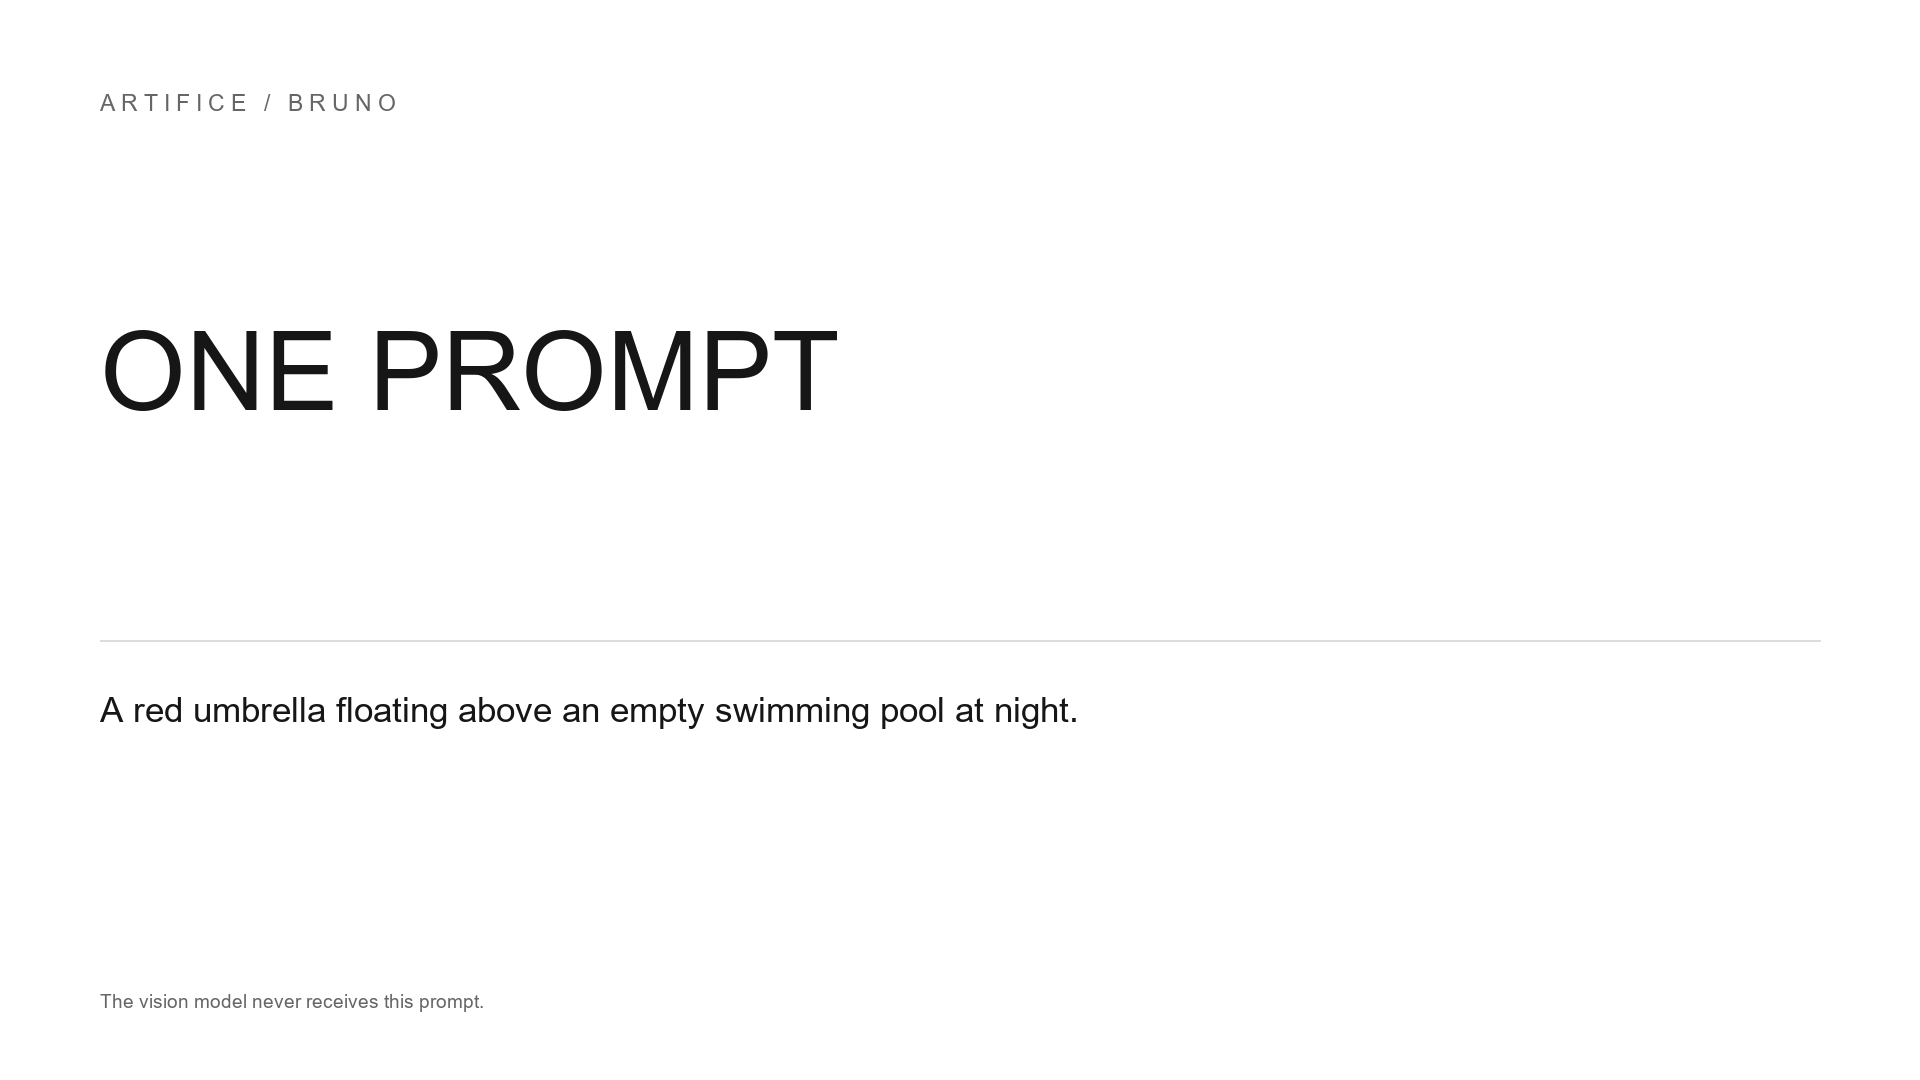 ARTIFICE / BRUNO
ONE PROMPT
A red umbrella floating above an empty swimming pool at night.
The vision model never receives this prompt.